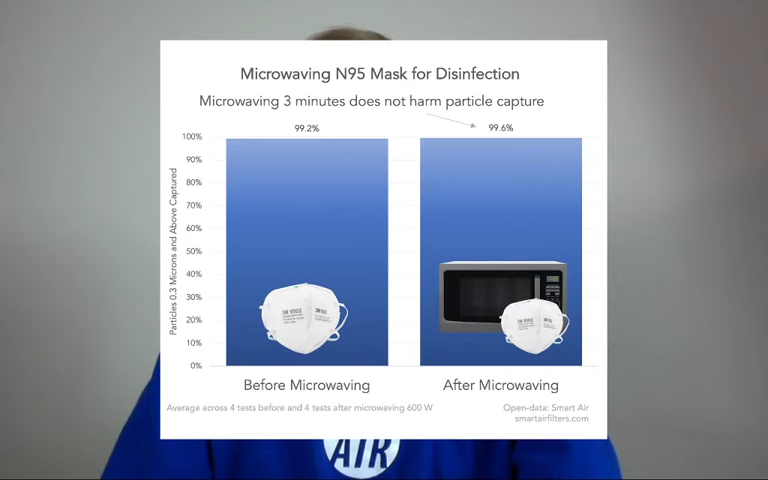 Microwaving N95 Mask for Disinfection
Microwaving 3 minutes does not harm particle capture
99.2%
99.6%
Particles 0.3 Microns and Above Captured
100%
90%
80%
70%
60%
50%
40%
30%
20%
10%
0%
3M 9502
Before Microwaving
After Microwaving
Average across 4 tests before and 4 tests after microwaving 600 W
Open-data: Smart Air
smartairfilters.com
AIR